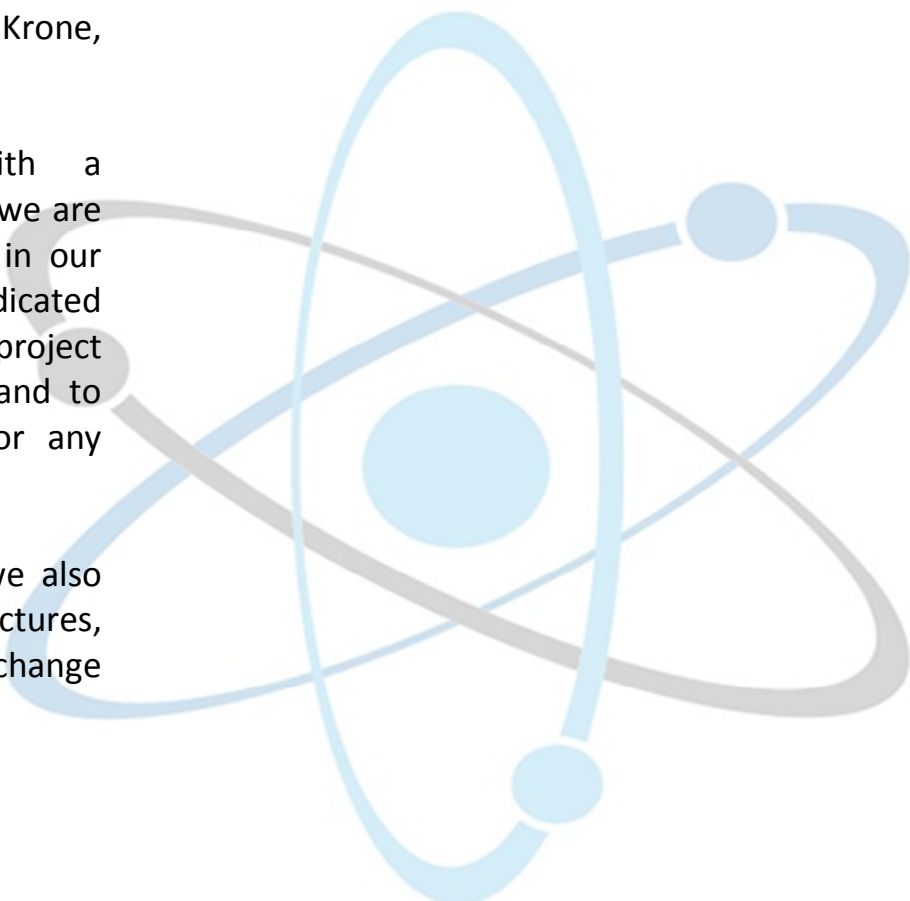 Krone,
ith a
we are
in our
dicated
project
and to
or any
ve also
ctures,
change